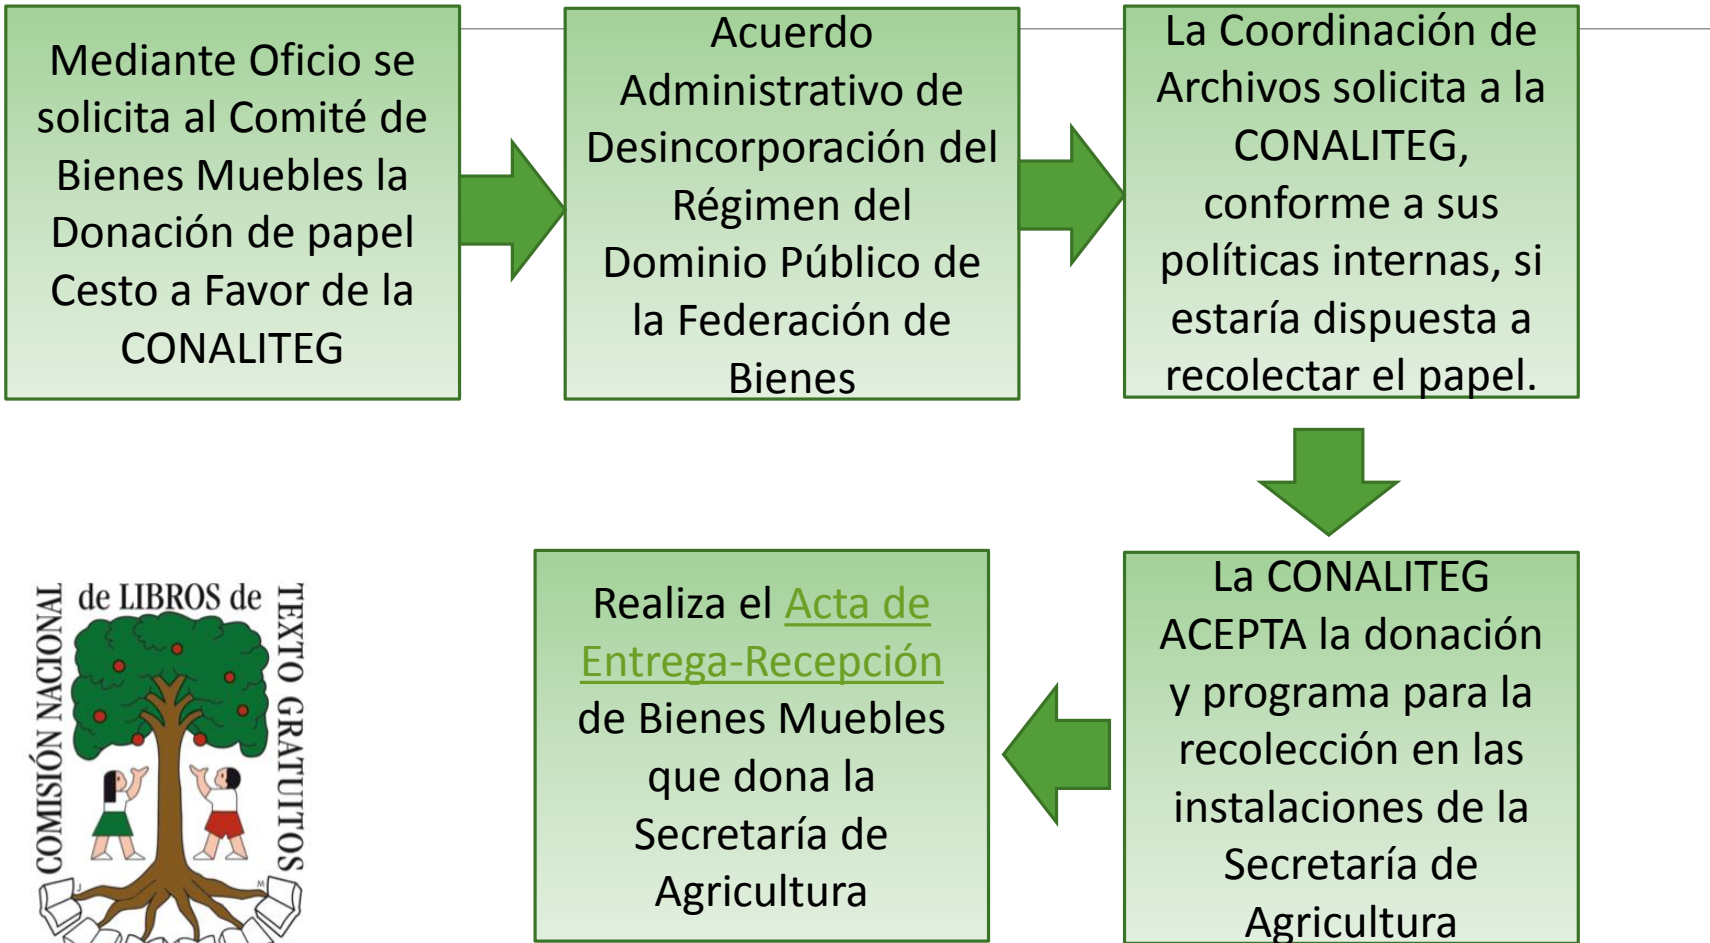 Mediante Oficio se
solicita al Comité de
Bienes Muebles la
Donación de papel
Cesto a Favor de la
CONALITEG
Acuerdo
Administrativo de
Desincorporación del
Régimen del
Dominio Público de
la Federación de
Bienes
La Coordinación de
Archivos solicita a la
CONALITEG,
conforme a sus
políticas internas, si
estaría dispuesta a
recolectar el papel.
La CONALITEG
ACEPTA la donación
y programa para la
recolección en las
instalaciones de la
Secretaría de
Agricultura
Realiza el Acta de
Entrega-Recepción
de Bienes Muebles
que dona la
Secretaría de
Agricultura
COMISIÓN NACIONAL
de LIBROS de
TEXTO GRATUITOS
J
M